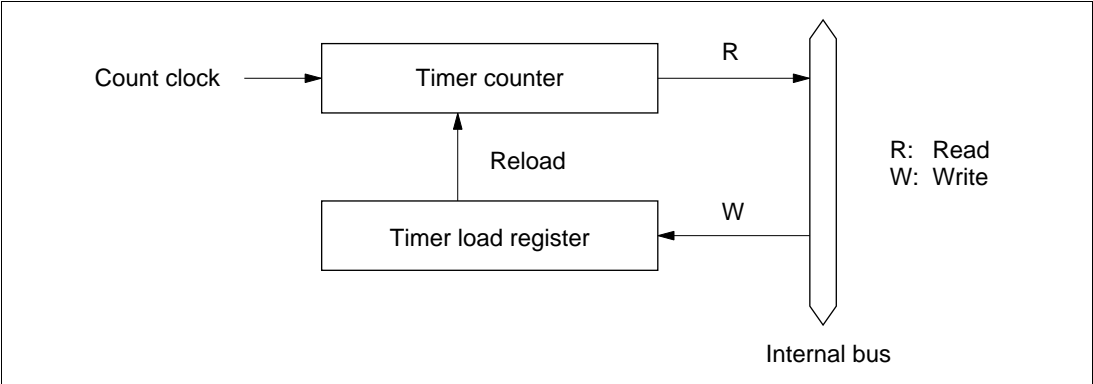 R
Count clock
Timer counter
Reload
R: Read
W: Write
W
Timer load register
Internal bus